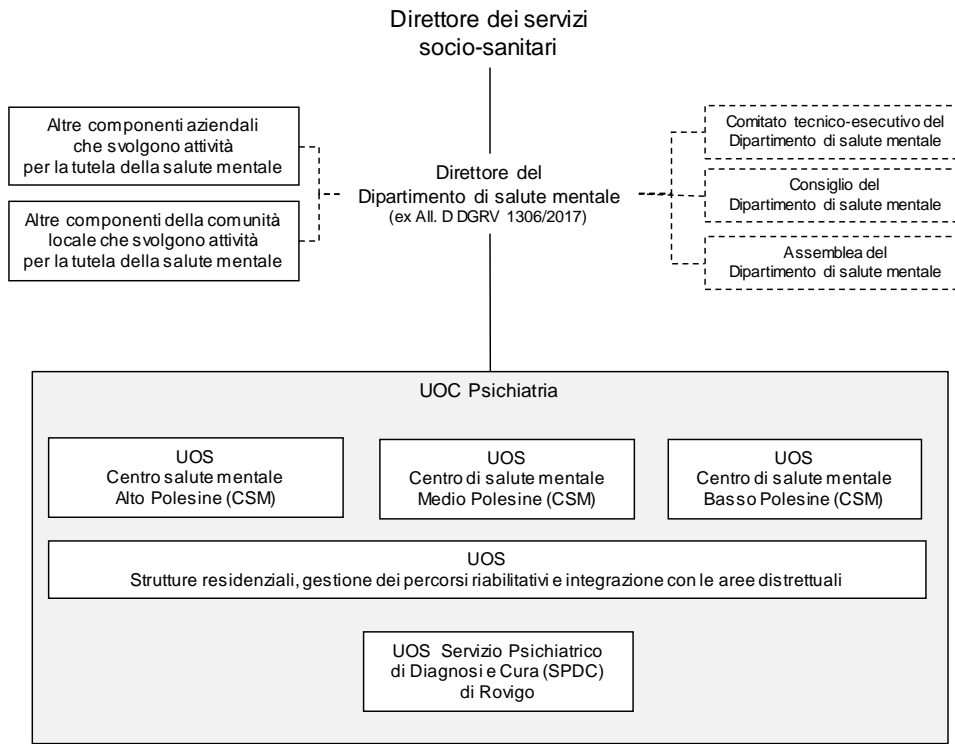 Direttore dei servizi
socio-sanitari
Altre componenti aziendali
che svolgono attività
per la tutela della salute mentale
Altre componenti della comunità
locale che svolgono attività
per la tutela della salute mentale
Direttore del
Dipartimento di salute mentale
(ex All. D DGRV 1306/2017)
Comitato tecnico-esecutivo del
Dipartimento di salute mentale
Consiglio del
Dipartimento di salute mentale
Assemblea del
Dipartimento di salute mentale
UOC Psichiatria
UOS
Centro salute mentale
Alto Polesine (CSM)
UOS
Centro di salute mentale
Medio Polesine (CSM)
UOS
Centro di salute mentale
Basso Polesine (CSM)
UOS
Strutture residenziali, gestione dei percorsi riabilitativi e integrazione con le aree distrettuali
UOS Servizio Psichiatrico
di Diagnosi e Cura (SPDC)
di Rovigo